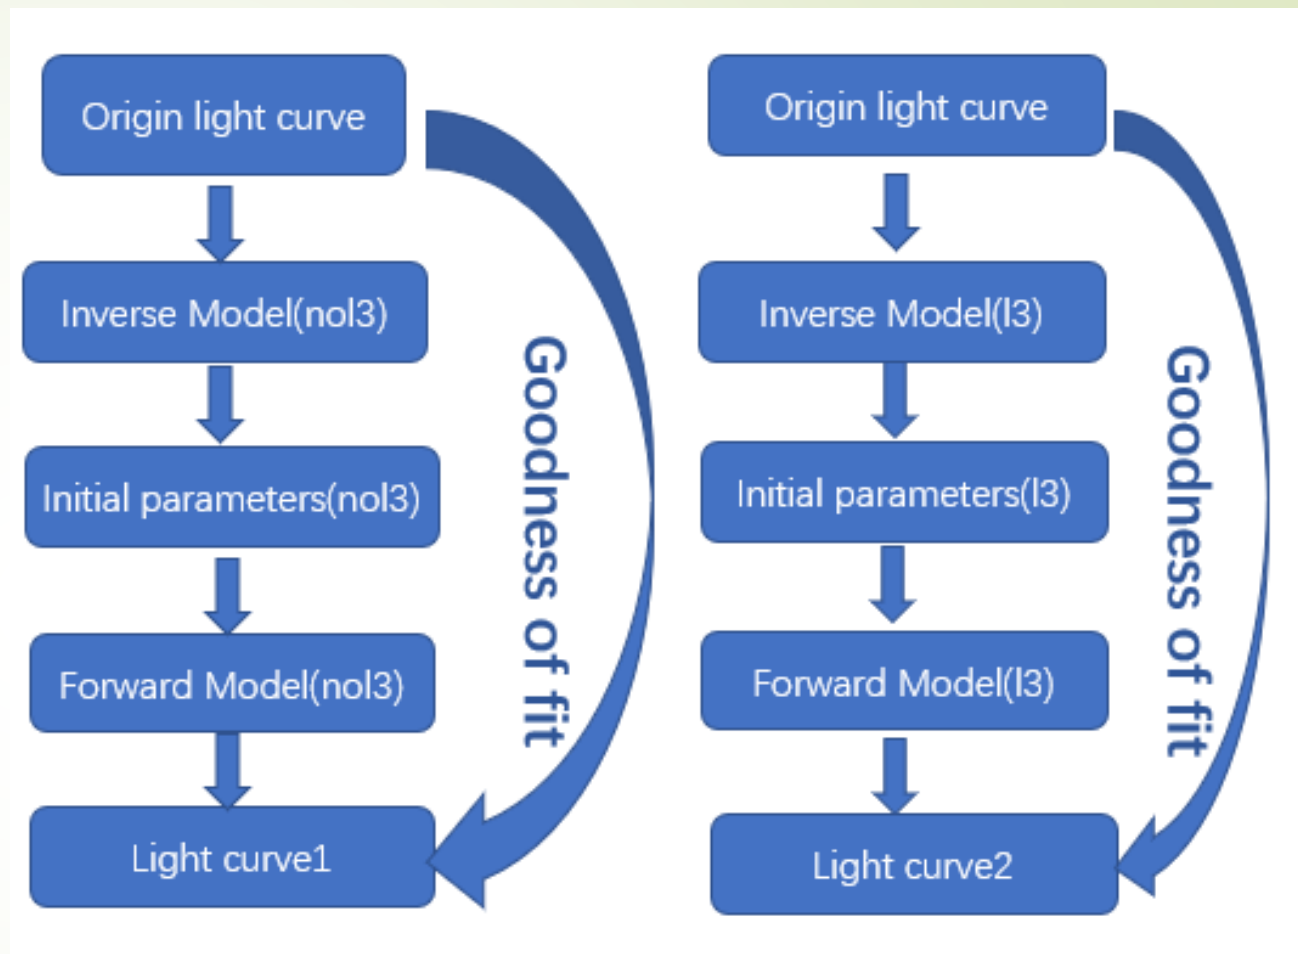 Origin light curve
Inverse Model(nol3)
Initial parameters(nol3)
Forward Model(nol3)
Light curve1
Goodness of fit
Origin light curve
Inverse Model(l3)
Initial parameters(l3)
Forward Model(l3)
Light curve2
Goodness of fit